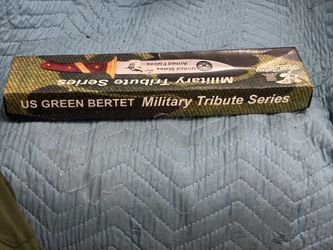 Military Tribute Series
United States
Armed Forces
US GREEN BERTET Military Tribute Series